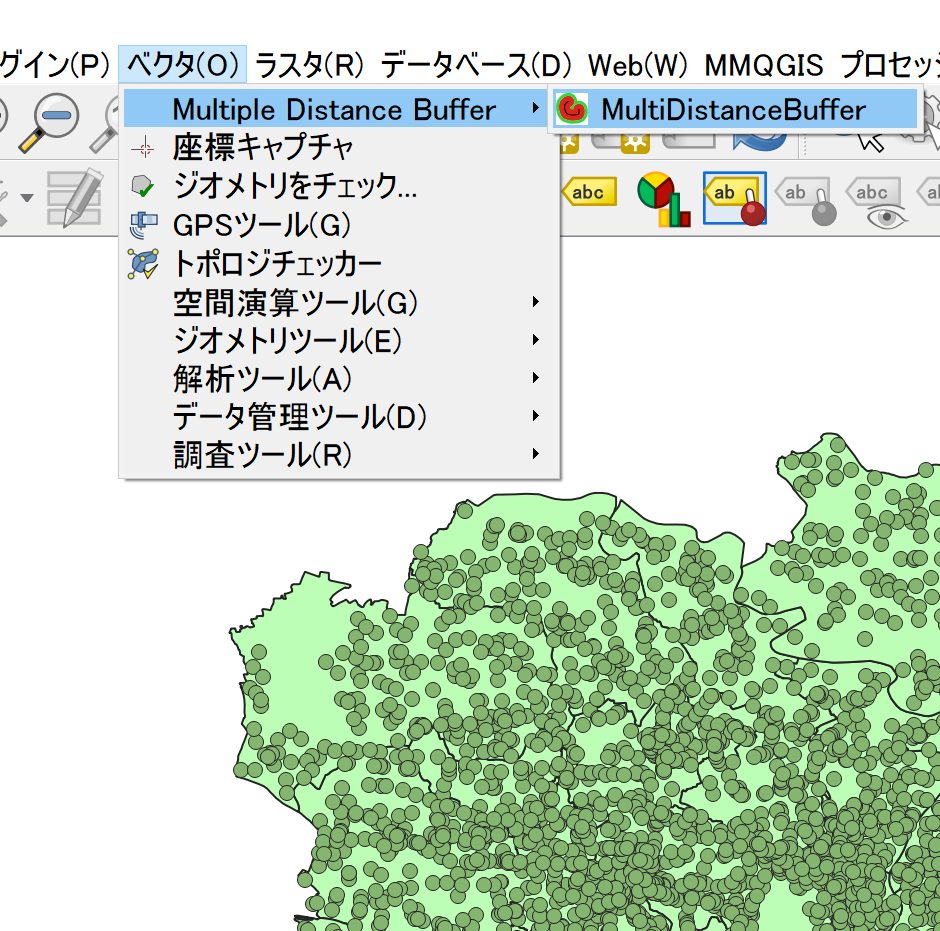 グイン(P) ベクタ(O) ラスタ(R) データベース(D) Web(W) MMQGIS プロセッシ
Multiple Distance Buffer
MultiDistanceBuffer
座標キャプチャ
ジオメトリをチェック...
GPSツール(G)
トポロジチェッカー
空間演算ツール(G)
ジオメトリツール(E)
解析ツール(A)
データ管理ツール(D)
調査ツール(R)
abc
ab
ab
abc
ab